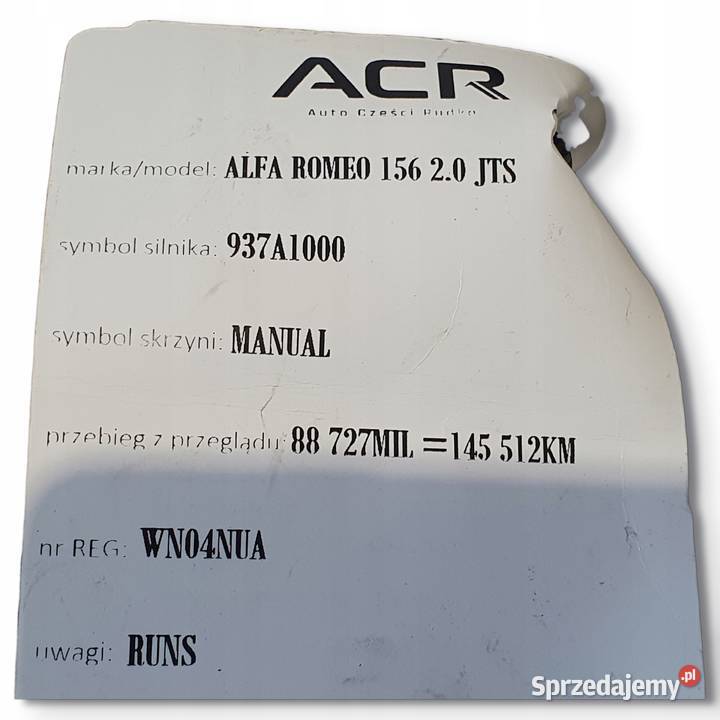 ACR
Auto Części Rudka
marka/model: ALFA ROMEO 156 2.0 JTS
symbol silnika: 937A1000
symbol skrzyni: MANUAL
przebieg z przeglądu: 88 727MIL =145 512KM
nr REG: WN04NUA
uwagi: RUNS
Sprzedajemy.pl